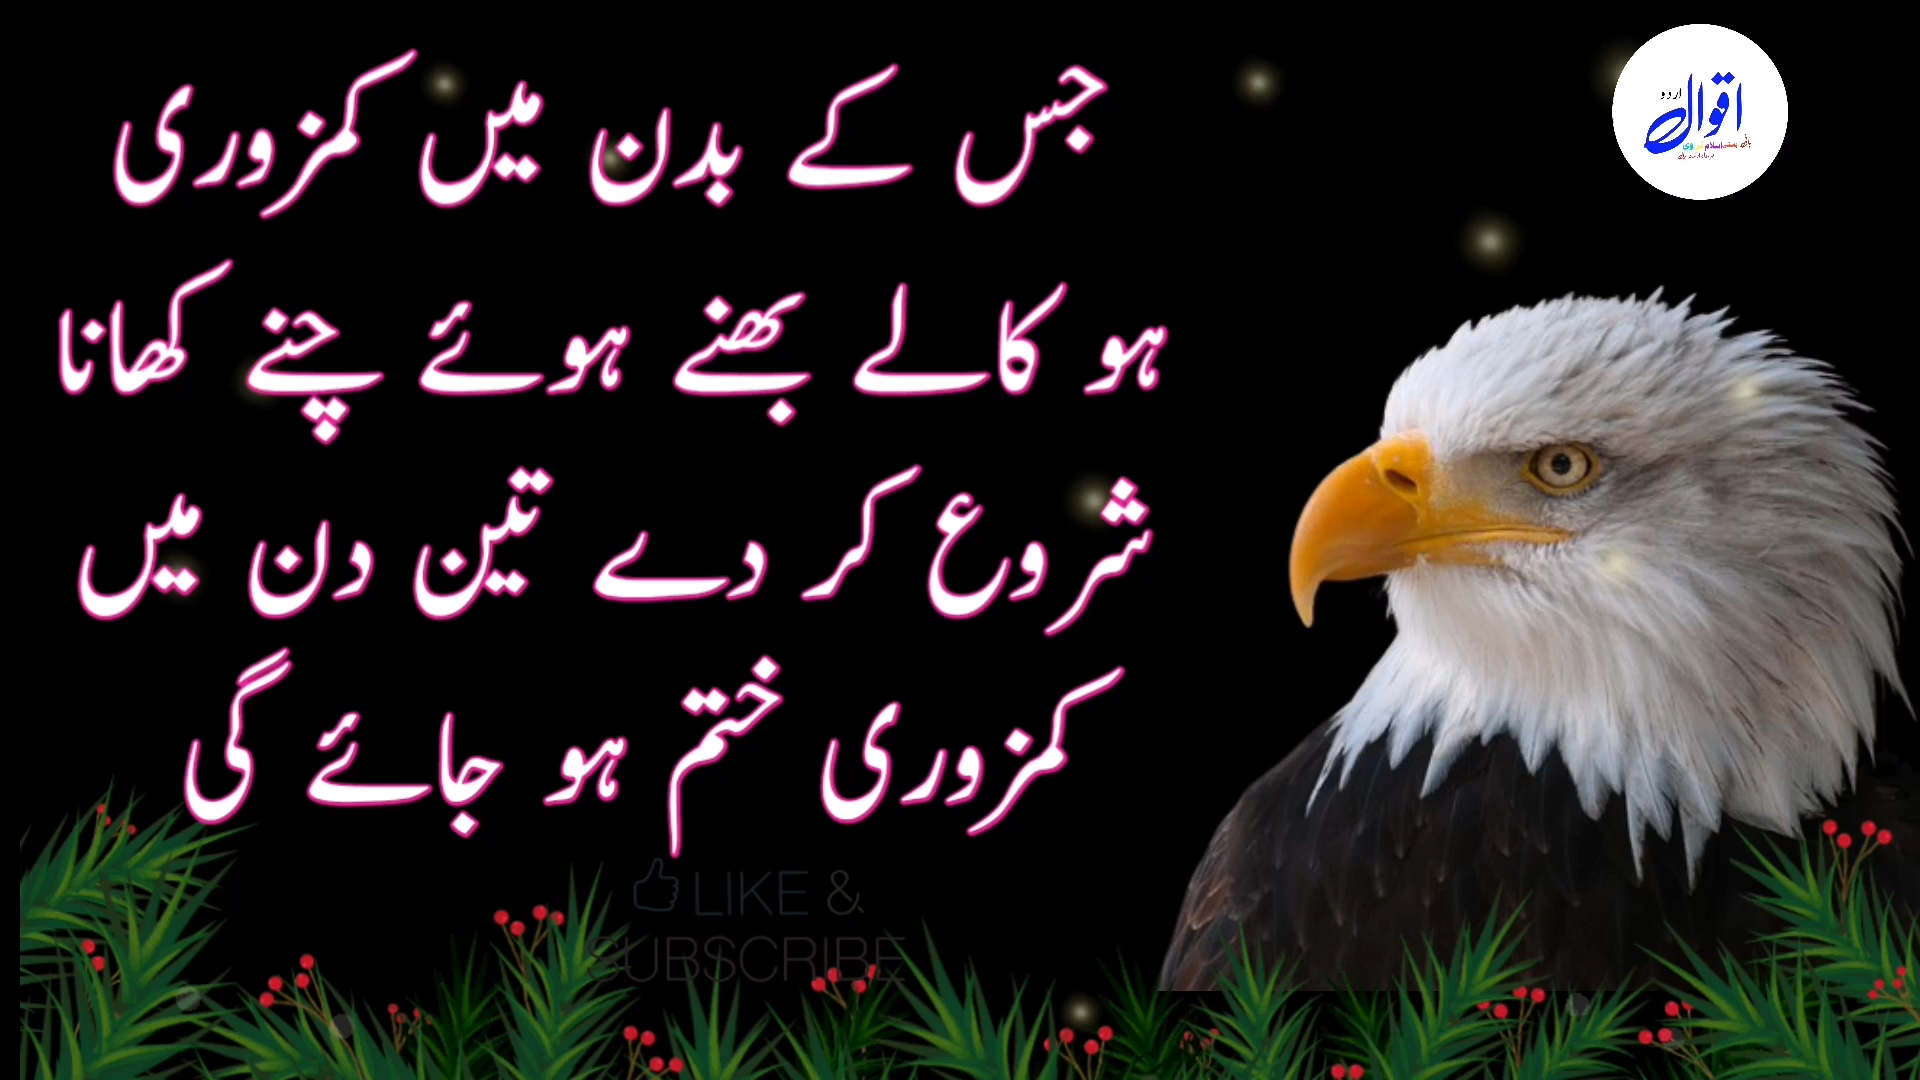 جس کے بدن میں کمزوری
ہو کالے بھنے ہوئے چنے کھانا
شروع کر دے تین دن میں
کمزوری ختم ہو جائے گی
اردو
اقوال
LIKE &
SUBSCRIBE